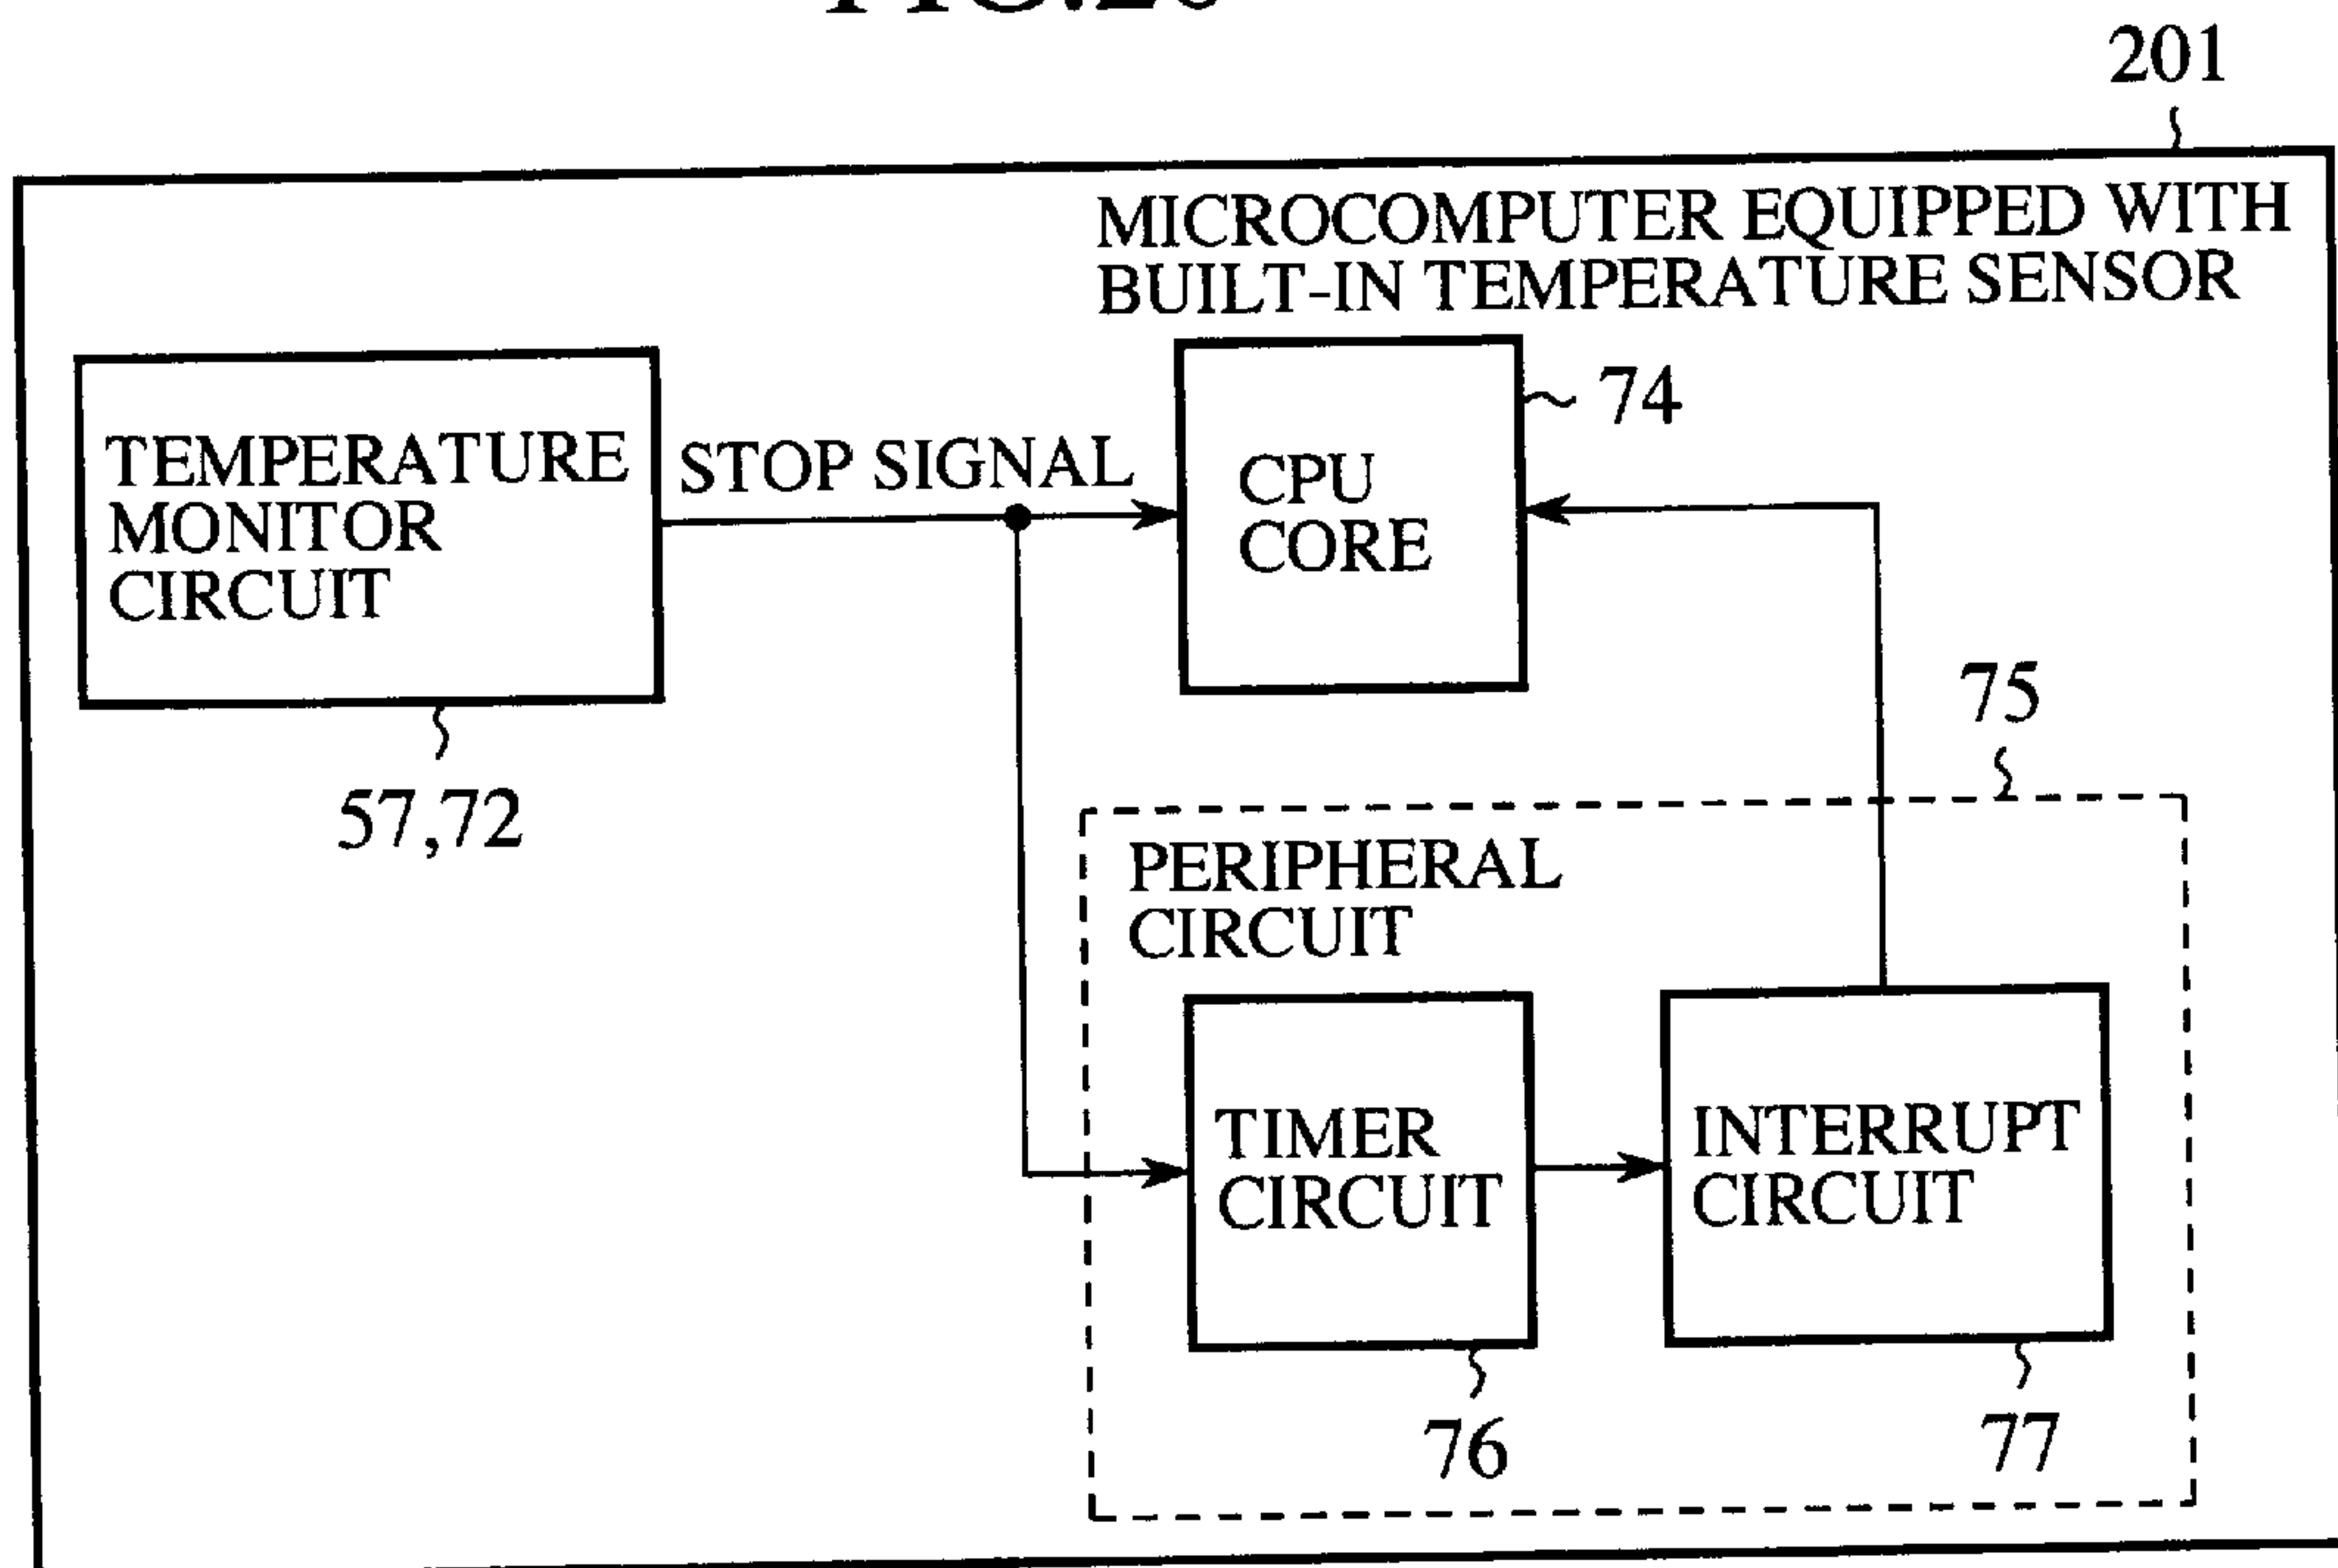 201
MICROCOMPUTER EQUIPPED WITH
BUILT-IN TEMPERATURE SENSOR
TEMPERATURE
MONITOR
CIRCUIT
57,72
STOP SIGNAL
CPU
CORE
74
75
PERIPHERAL
CIRCUIT
TIMER
CIRCUIT
76
INTERRUPT
CIRCUIT
77